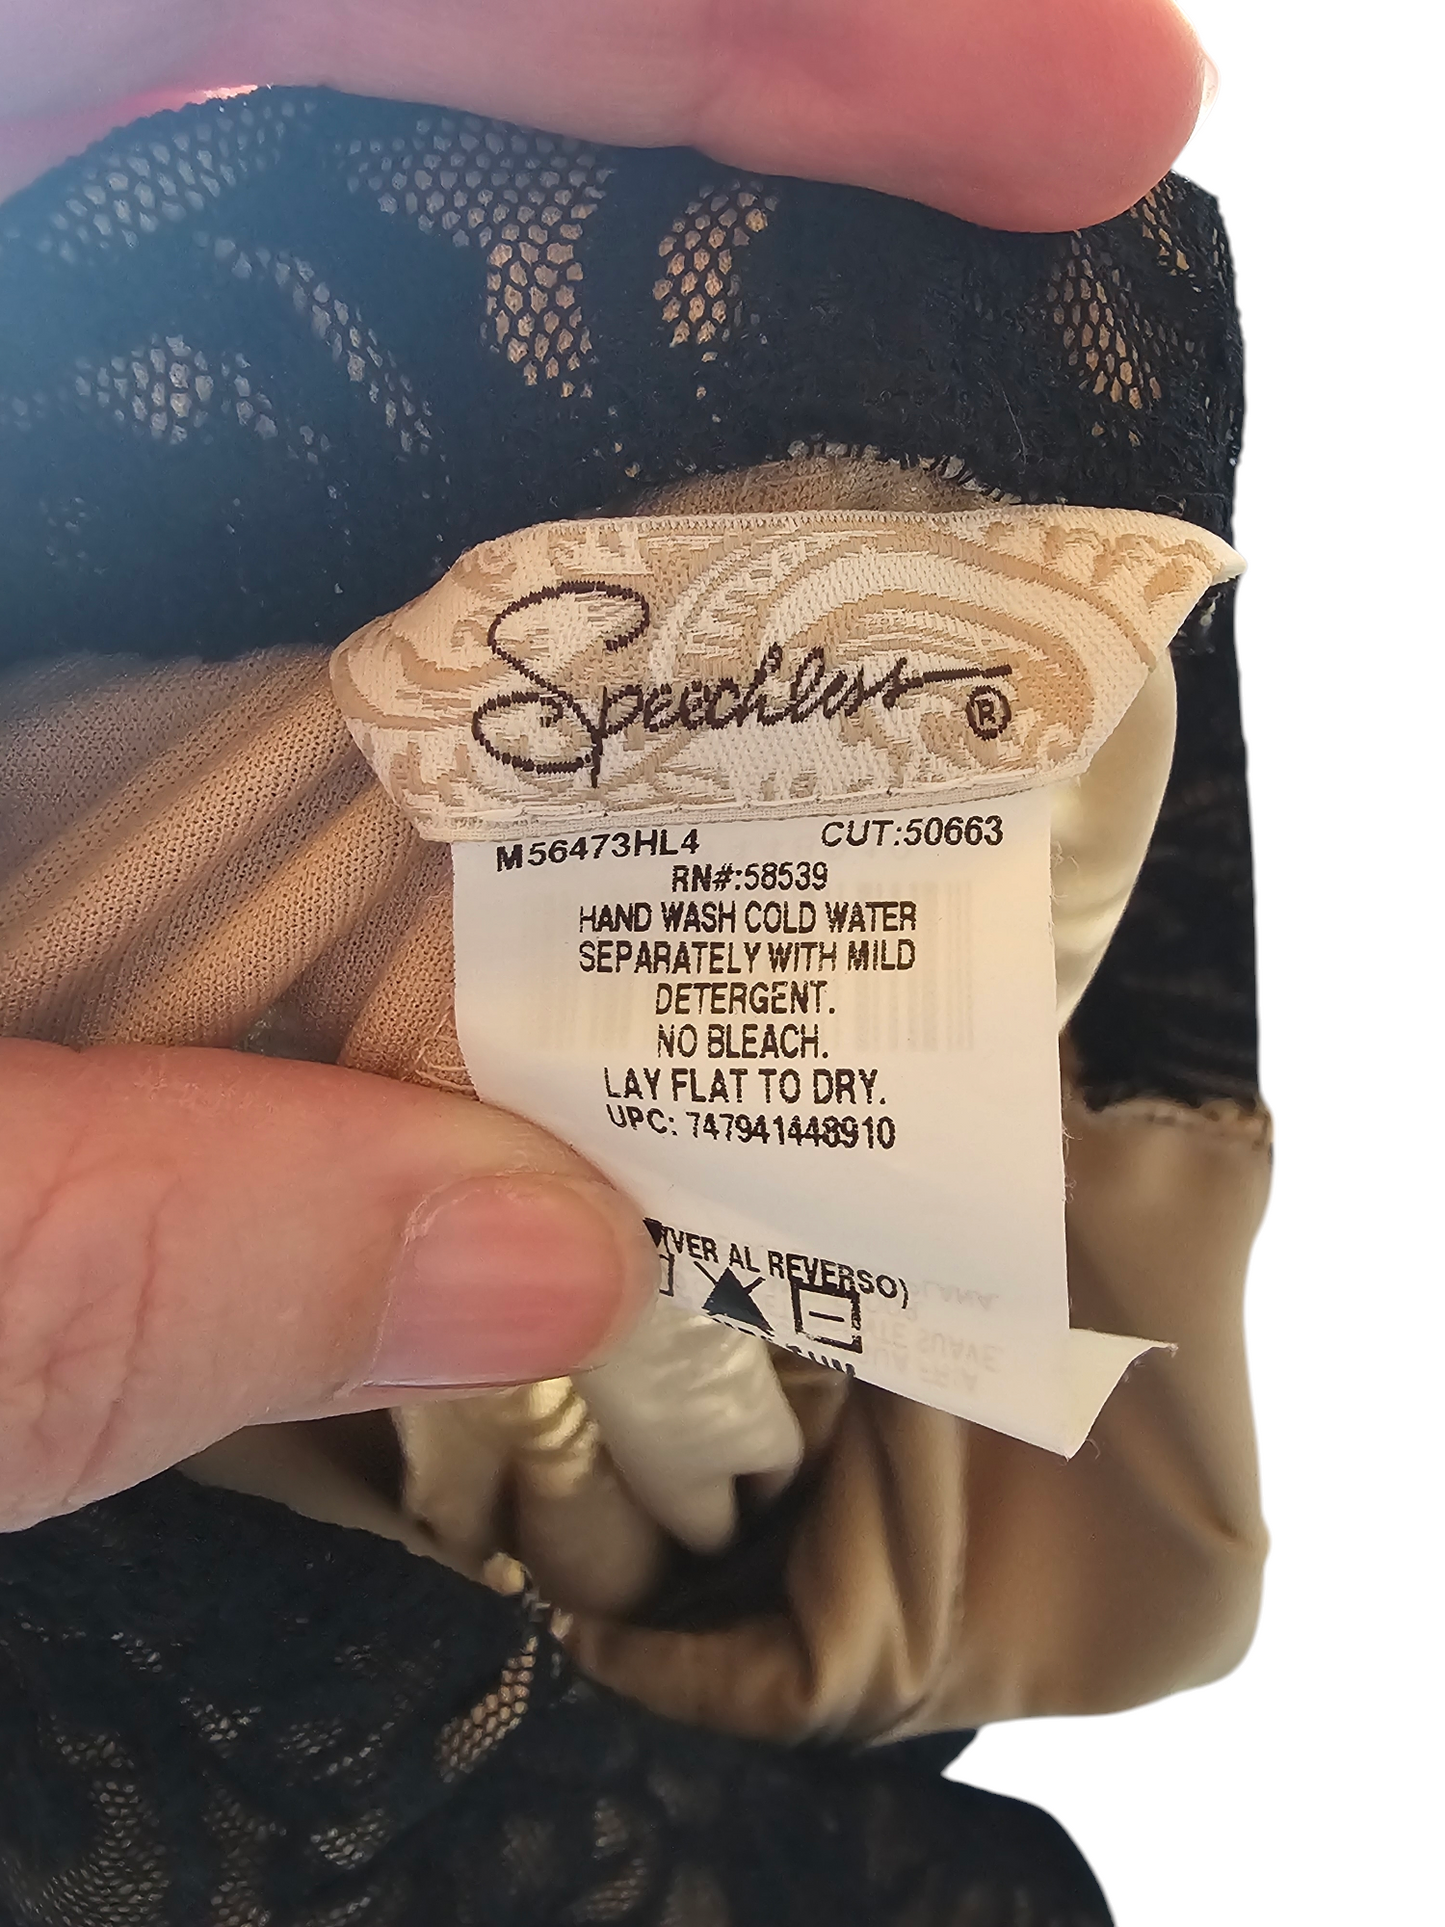 Speechless ®
M56473HL4 CUT:50663
RN#:58539
HAND WASH COLD WATER
SEPARATELY WITH MILD
DETERGENT.
NO BLEACH.
LAY FLAT TO DRY.
UPC: 747941448910
(VER AL REVERSO)